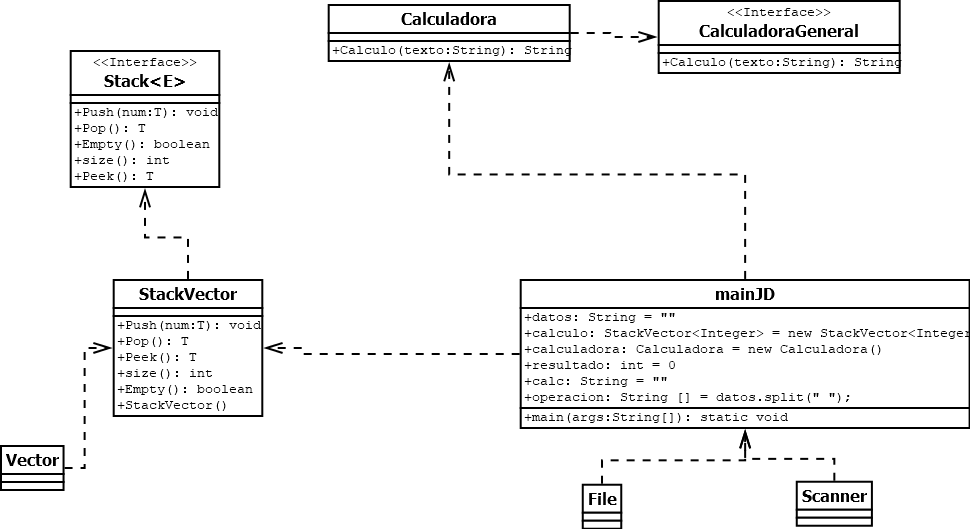 Calculadora
+Calculo(texto:String): String
<<Interface>>
CalculadoraGeneral
+Calculo(texto:String): String
<<Interface>>
Stack<E>
+Push(num:T): void
+Pop(): T
+Empty(): boolean
+size(): int
+Peek(): T
StackVector
+Push(num:T): void
+Pop(): T
+Peek(): T
+size(): int
+Empty(): boolean
+StackVector()
mainJD
+datos: String = ""
+calculo: StackVector<Integer> = new StackVector<Integer
+calculadora: Calculadora = new Calculadora()
+resultado: int = 0
+calc: String = ""
+operacion: String [] = datos.split(" ");
+main(args:String[]): static void
Vector
File
Scanner